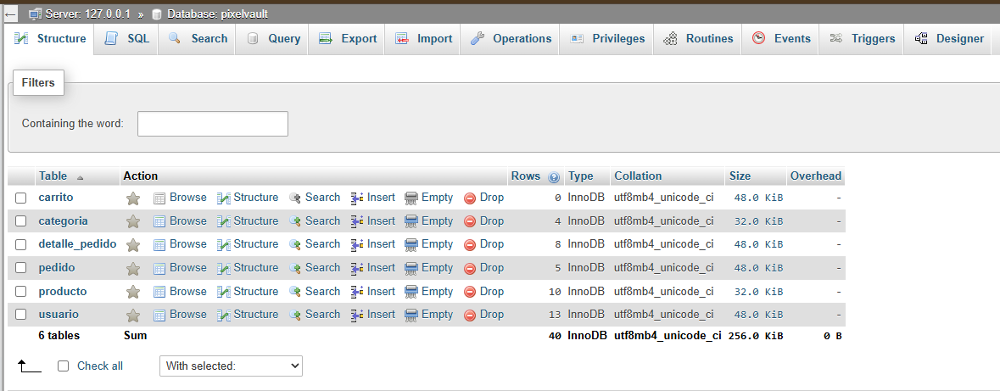 Server: 127.0.0.1 » Database: pixelvault
Structure SQL Search Query Export Import Operations Privileges Routines Events Triggers Designer
Filters
Containing the word:
Table Action Rows Type Collation Size Overhead
carrito Browse Structure Search Insert Empty Drop 0 InnoDB utf8mb4_unicode_ci 48.0 KiB -
categoria Browse Structure Search Insert Empty Drop 4 InnoDB utf8mb4_unicode_ci 32.0 KiB -
detalle_pedido Browse Structure Search Insert Empty Drop 8 InnoDB utf8mb4_unicode_ci 48.0 KiB -
pedido Browse Structure Search Insert Empty Drop 5 InnoDB utf8mb4_unicode_ci 48.0 KiB -
producto Browse Structure Search Insert Empty Drop 10 InnoDB utf8mb4_unicode_ci 32.0 KiB -
usuario Browse Structure Search Insert Empty Drop 13 InnoDB utf8mb4_unicode_ci 48.0 KiB -
6 tables Sum 40 InnoDB utf8mb4_unicode_ci 256.0 KiB 0 B
Check all With selected: